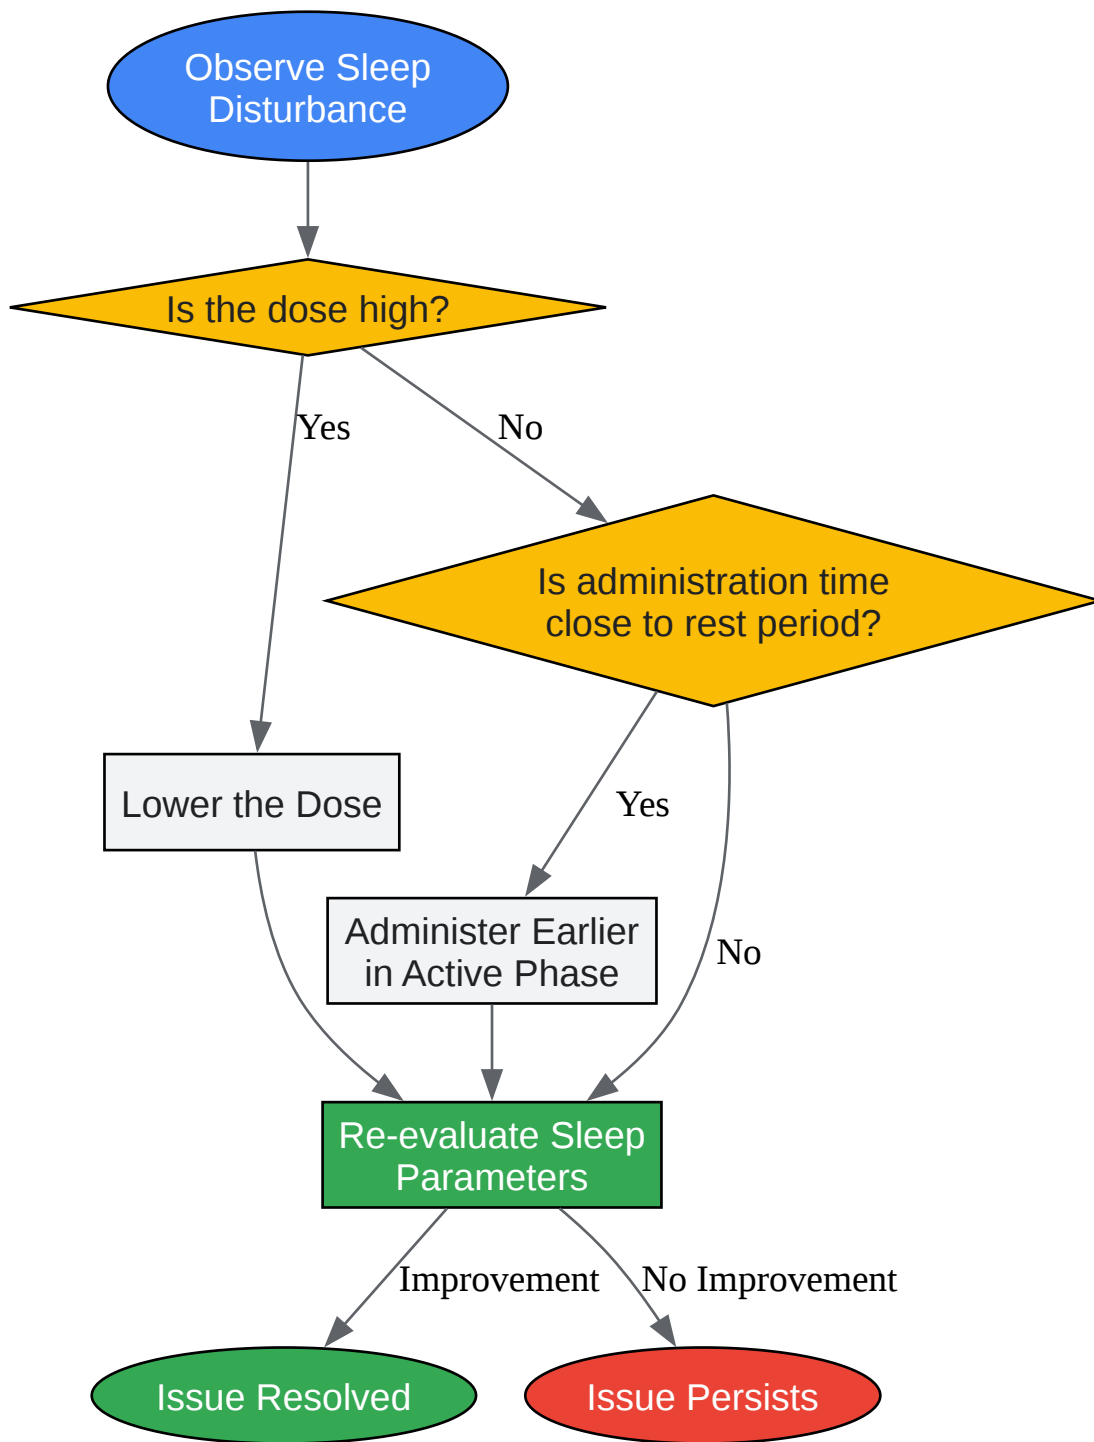 Observe Sleep
Disturbance
Is the dose high?
Yes
No
Is administration time
close to rest period?
Lower the Dose
Yes
Administer Earlier
in Active Phase
No
Re-evaluate Sleep
Parameters
Improvement
No Improvement
Issue Resolved
Issue Persists